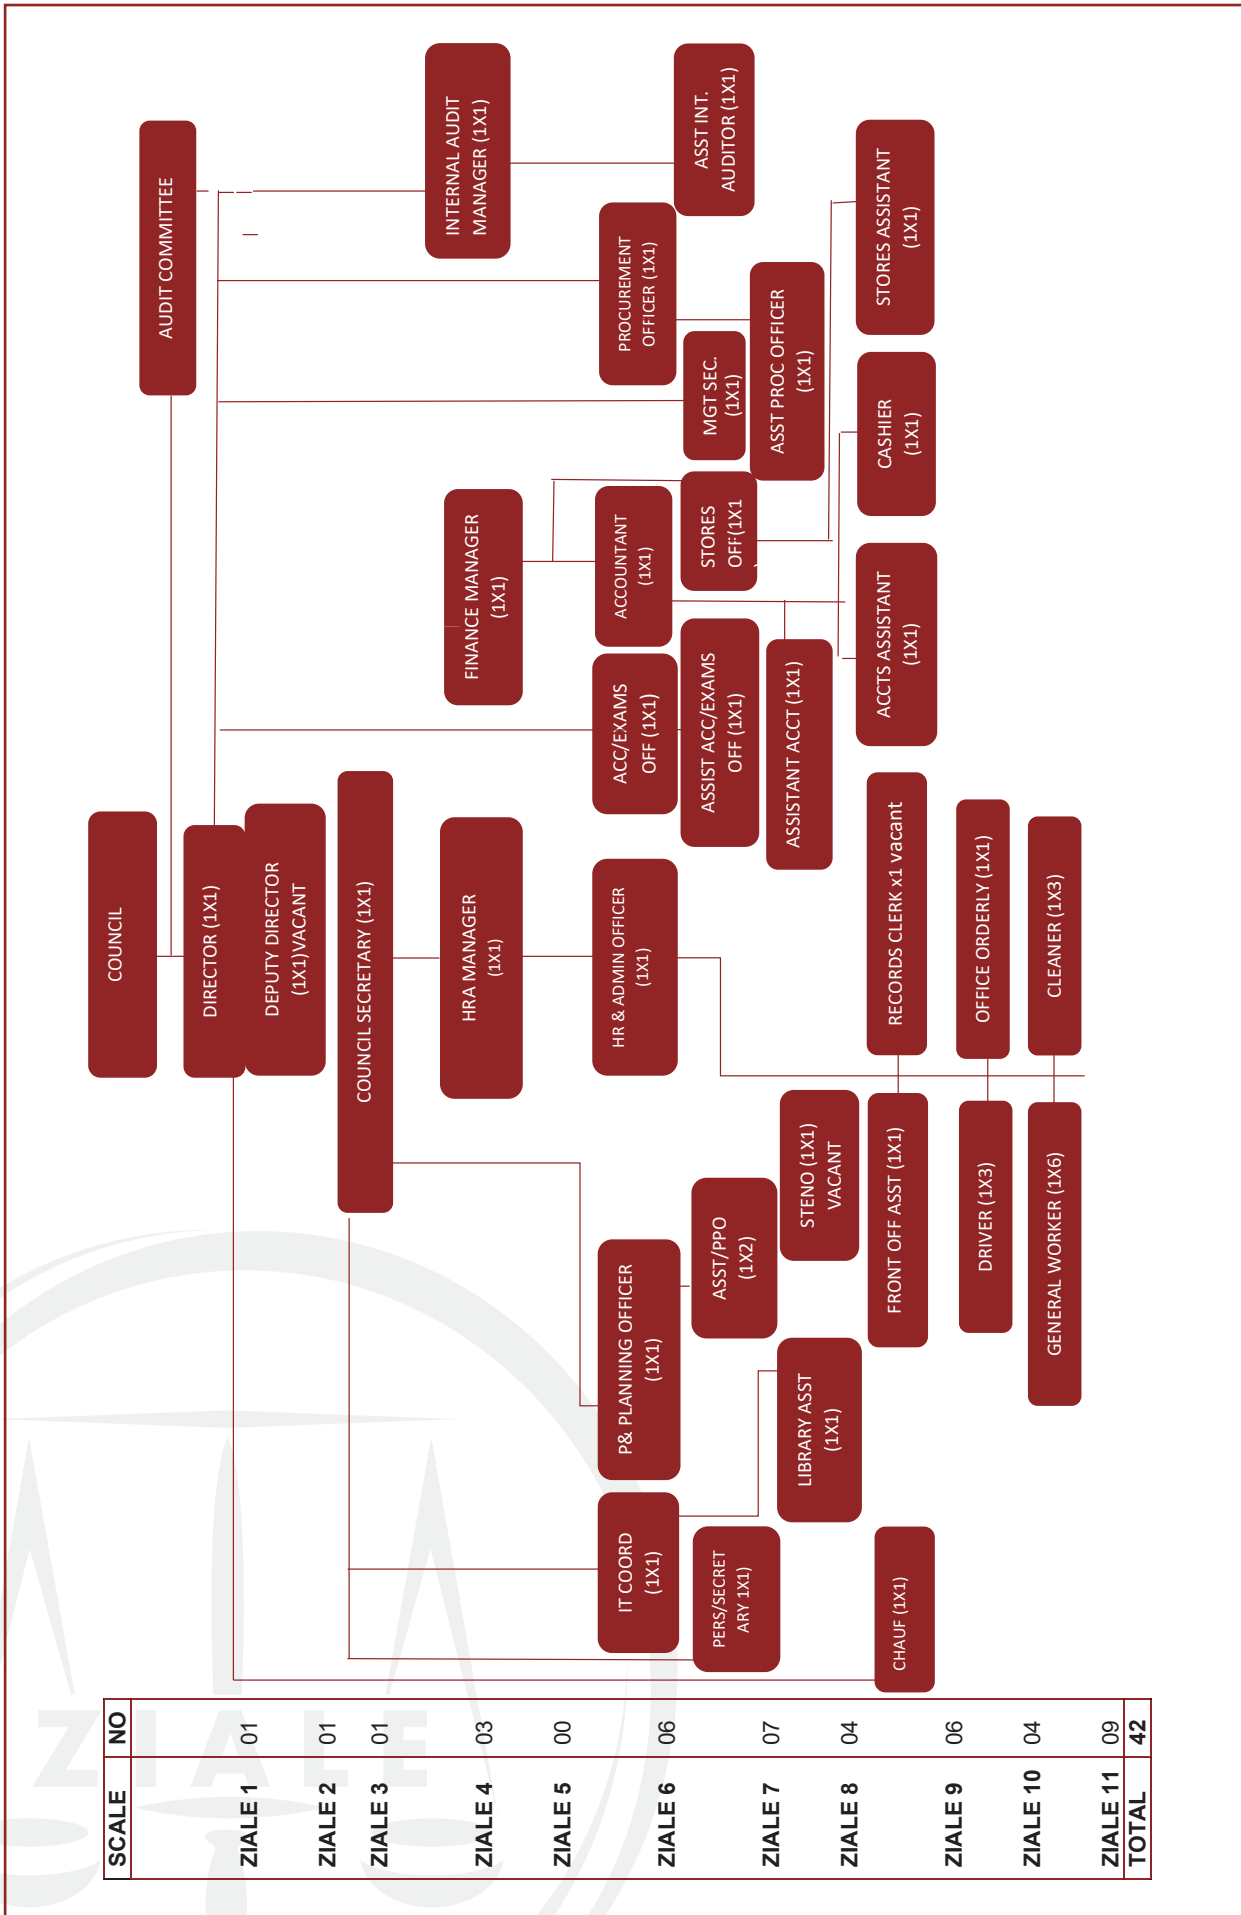 COUNCIL
AUDIT COMMITTEE
DIRECTOR (1X1)
DEPUTY DIRECTOR
(1X1)VACANT
COUNCIL SECRETARY (1X1)
INTERNAL AUDIT
MANAGER (1X1)
FINANCE MANAGER
(1X1)
HRA MANAGER
(1X1)
IT COORD
(1X1)
P& PLANNING OFFICER
(1X1)
HR & ADMIN OFFICER
(1X1)
ACC/EXAMS
OFF (1X1)
ACCOUNTANT
(1X1)
PROCUREMENT
OFFICER (1X1)
PERS/SECRET
ARY 1X1)
ASST/PPO
(1X2)
ASSIST ACC/EXAMS
OFF (1X1)
STORES
OFF(1X1
MGT SEC.
(1X1)
ASST INT.
AUDITOR (1X1)
LIBRARY ASST
(1X1)
STENO (1X1)
VACANT
ASSISTANT ACCT (1X1)
ASST PROC OFFICER
(1X1)
CHAUF (1X1)
FRONT OFF ASST (1X1)
RECORDS CLERK x1 vacant
ACCTS ASSISTANT
(1X1)
CASHIER
(1X1)
STORES ASSISTANT
(1X1)
DRIVER (1X3)
OFFICE ORDERLY (1X1)
GENERAL WORKER (1X6)
CLEANER (1X3)
SCALE NO
ZIALE 1 01
ZIALE 2 01
ZIALE 3 01
ZIALE 4 03
ZIALE 5 00
ZIALE 6 06
ZIALE 7 07
ZIALE 8 04
ZIALE 9 06
ZIALE 10 04
ZIALE 11 09
TOTAL 42
ZIALE